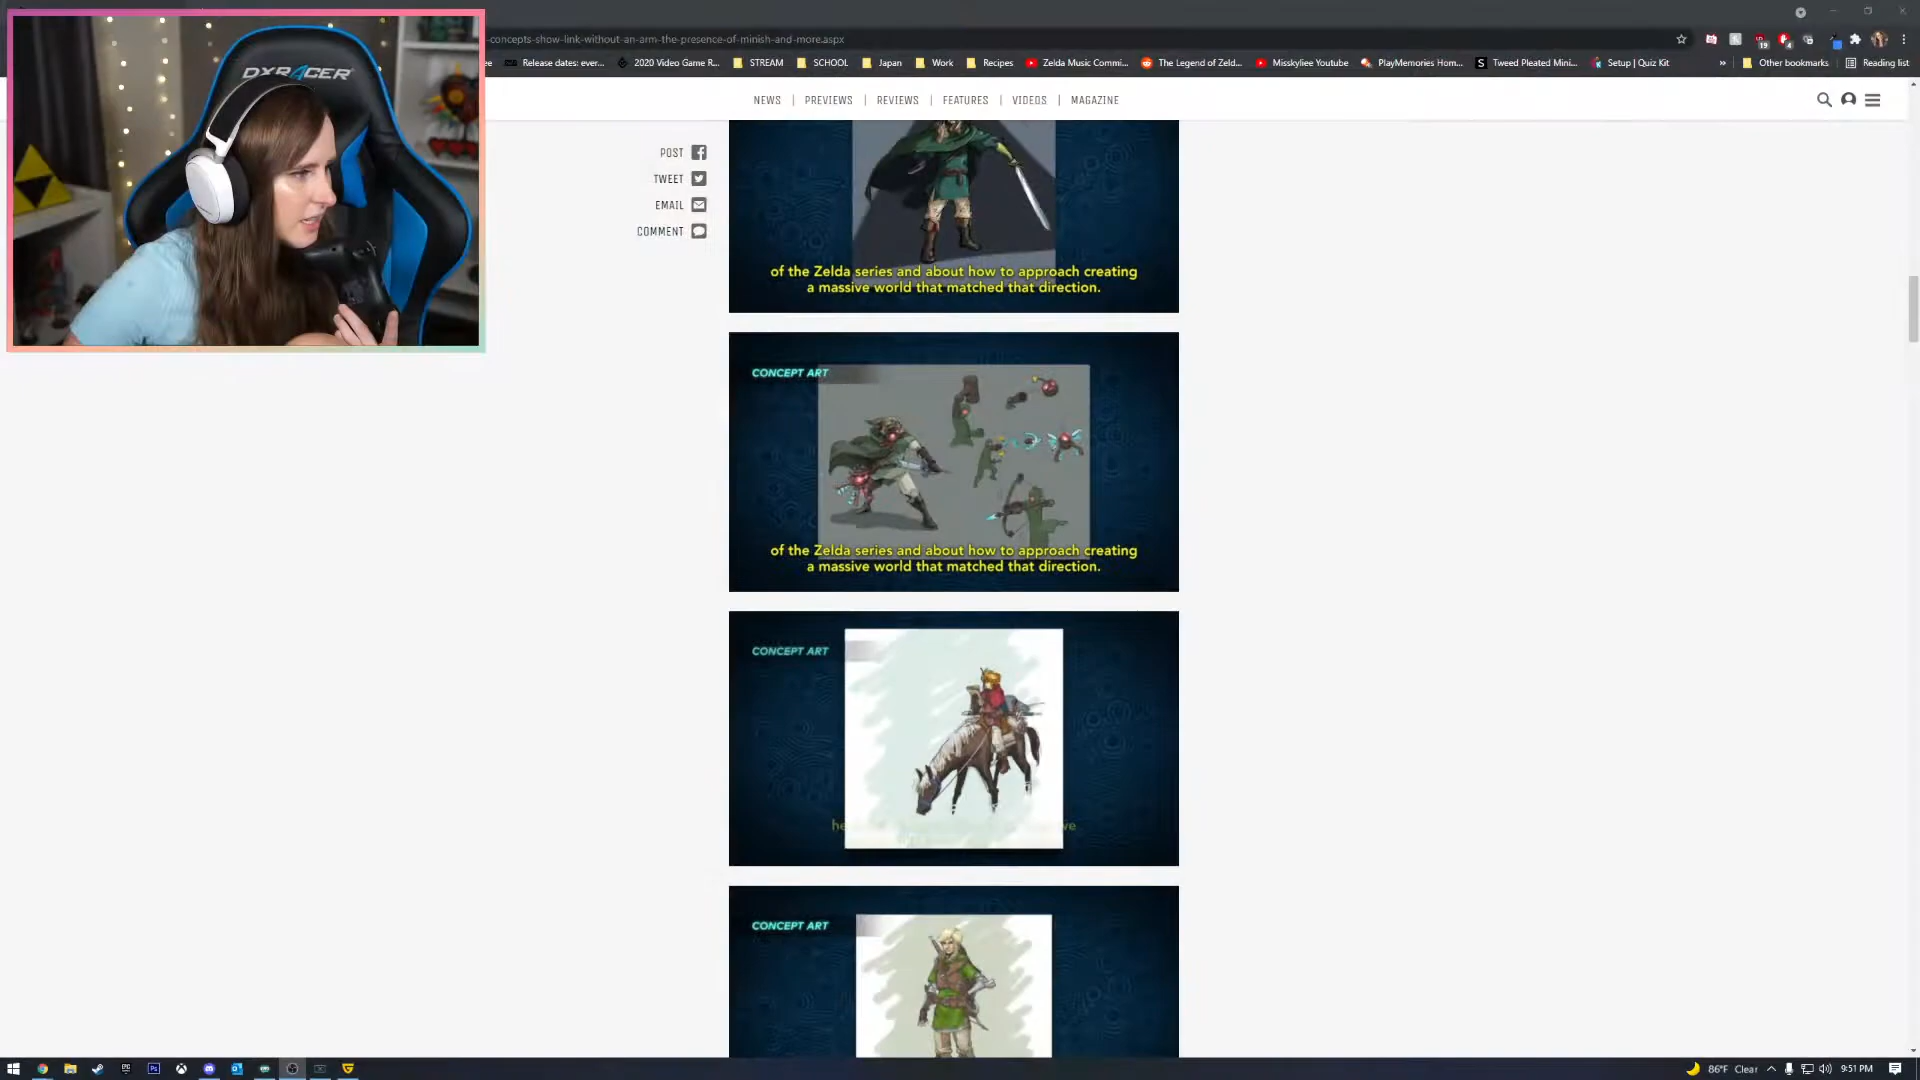 DXRACER
-concepts-show-link-without-an-arm-the-presence-of-minish-and-more.aspx
Release dates: ever...
2020 Video Game R...
STREAM
SCHOOL
Japan
Work
Recipes
Zelda Music Commi...
The Legend of Zeld...
Misskyliee Youtube
PlayMemories Hom...
Tweed Pleated Mini...
Setup | Quiz Kit
»
Other bookmarks
Reading list
NEWS | PREVIEWS | REVIEWS | FEATURES | VIDEOS | MAGAZINE
POST
TWEET
EMAIL
COMMENT
of the Zelda series and about how to approach creating
a massive world that matched that direction.
CONCEPT ART
of the Zelda series and about how to approach creating
a massive world that matched that direction.
CONCEPT ART
CONCEPT ART
86°F Clear
9:51 PM